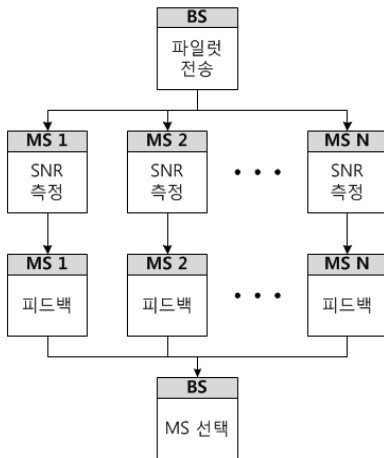 BS
파일럿
전송
MS 1 MS 2 MS N
SNR SNR • • • SNR
측정 측정 측정
MS 1 MS 2 MS N
피드백 피드백 • • • 피드백
BS
MS 선택